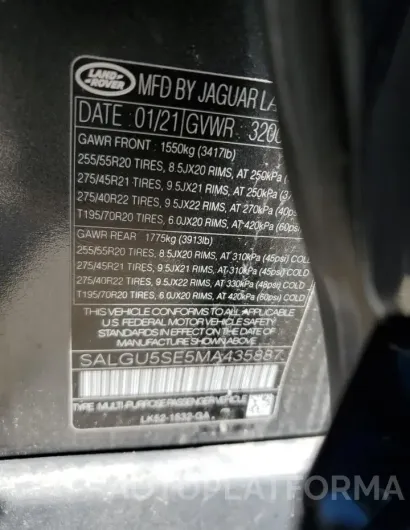 LAND ROVER
MFD BY JAGUAR LA
DATE 01/21 GVWR 320
GAWR FRONT : 1550kg (3417lb)
255/55R20 TIRES, 8.5JX20 RIMS, AT 250kPa
275/45R21 TIRES, 9.5JX21 RIMS, AT 250kPa
275/40R22 TIRES, 9.5JX22 RIMS, AT 270kPa (40psi
T195/70R20 TIRES, 6.0JX20 RIMS, AT 420kPa (60psi
GAWR REAR : 1775kg (3913lb)
255/55R20 TIRES, 8.5JX20 RIMS, AT 310kPa (45psi) COLD
275/45R21 TIRES, 9.5JX21 RIMS, AT 310kPa (45psi) COLD
275/40R22 TIRES, 9.5JX22 RIMS, AT 330kPa (48psi) COLD
T195/70R20 TIRES, 6.0JX20 RIMS, AT 420kPa (60psi) COLD
THIS VEHICLE CONFORMS TO ALL APPLICABLE
U.S. FEDERAL MOTOR VEHICLE SAFETY
STANDARDS IN EFFECT ON THE DATE OF
MANUFACTURE SHOWN ABOVE.
SALGU5SE5MA435887
TYPE: MULTI-PURPOSE PASSENGER VEHICLE
LK62-1532-GA
AUTOPLATFORMA